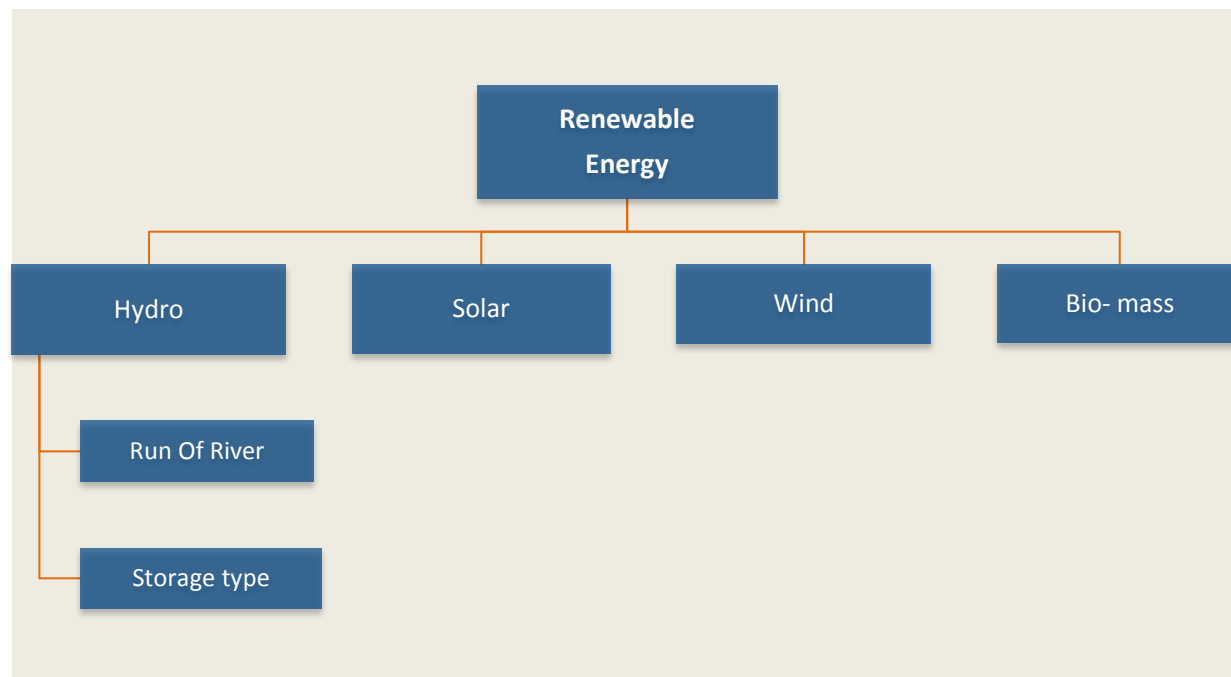 Renewable
Energy
Hydro
Solar
Wind
Bio- mass
Run Of River
Storage type